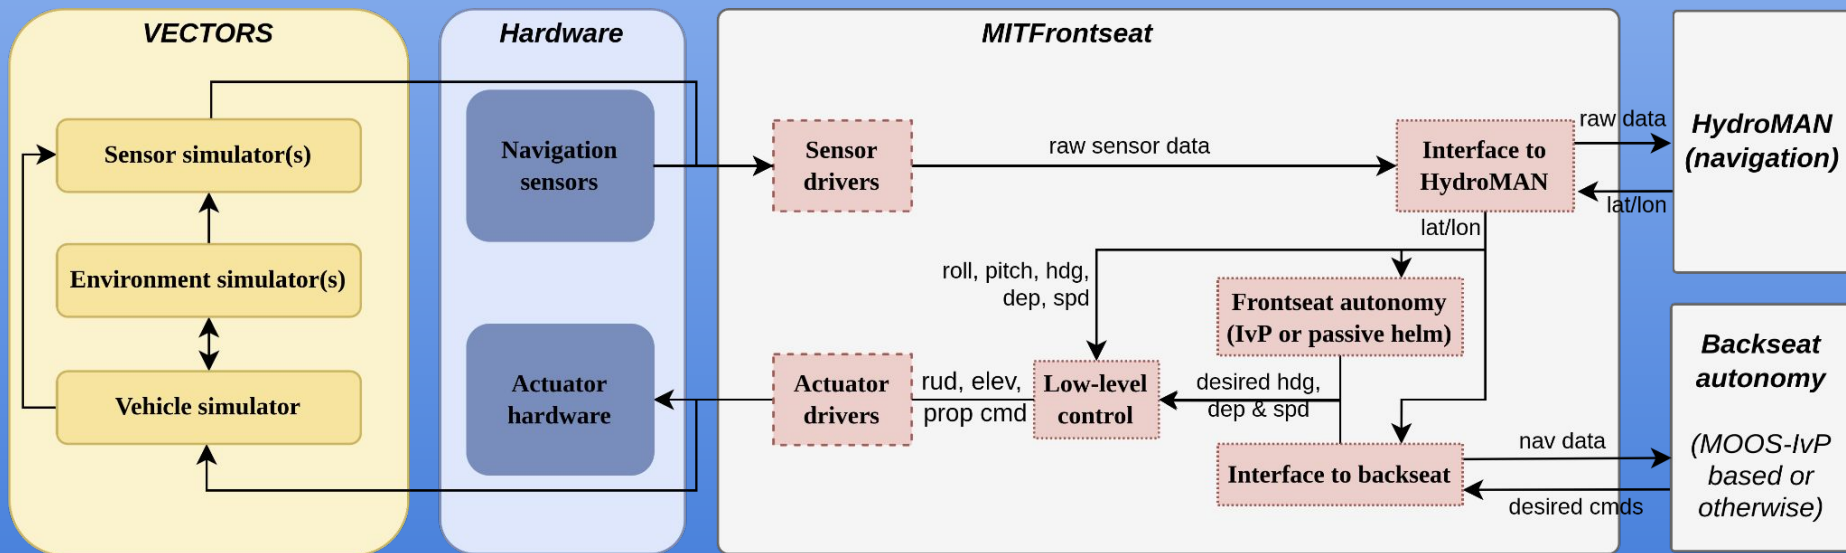 VECTORS
Sensor simulator(s)
Environment simulator(s)
Vehicle simulator
Hardware
Navigation
sensors
Actuator
hardware
MITFrontseat
Sensor
drivers
raw sensor data
Interface to
HydroMAN
raw data
lat/lon
lat/lon
roll, pitch, hdg,
dep, spd
Frontseat autonomy
(IvP or passive helm)
Actuator
drivers
rud, elev,
prop cmd
Low-level
control
desired hdg,
dep & spd
Interface to backseat
nav data
desired cmds
HydroMAN
(navigation)
Backseat
autonomy
(MOOS-IvP
based or
otherwise)